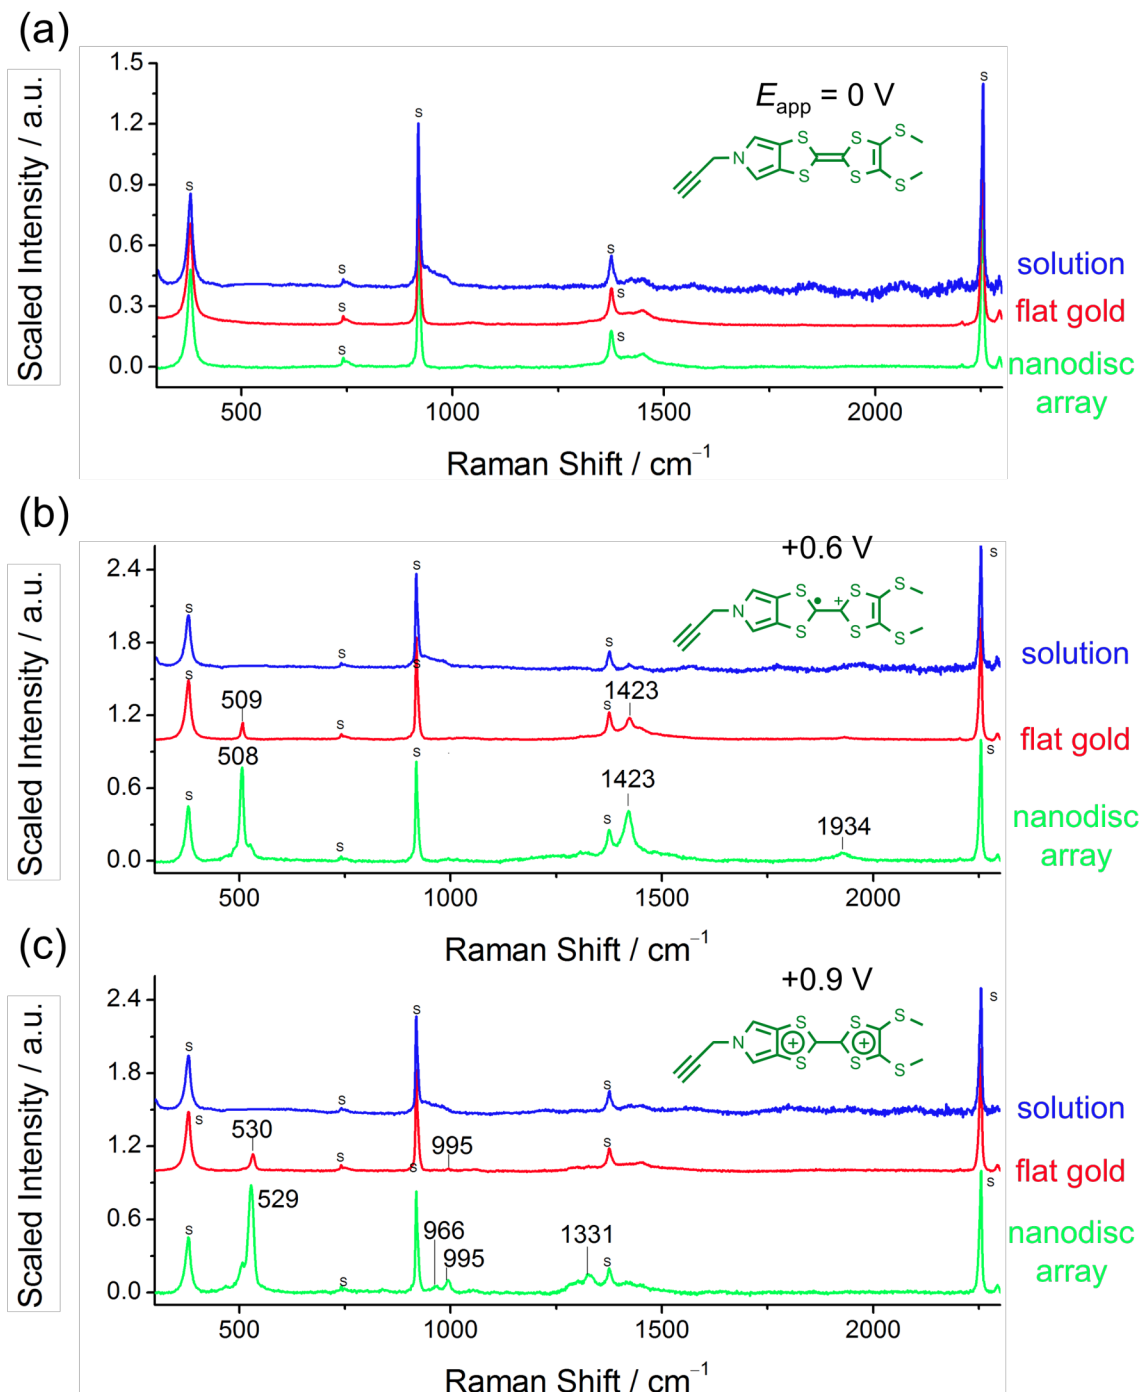 (a)
Scaled Intensity / a.u.
1.5
1.2
0.9
0.6
0.3
0.0
S
S
S
S
S
S
S
S
S
E_app = 0 V
N
S
S
S
S
S
S
solution
flat gold
nanodisc
array
500
1000
1500
2000
Raman Shift / cm⁻¹
(b)
Scaled Intensity / a.u.
2.4
1.8
1.2
0.6
0.0
+0.6 V
S
S
S
S
S
N
S
S
•
+
S
S
S
S
solution
S
S
S
S
509
1423
flat gold
508
S
S
S
S
S
1423
1934
nanodisc
array
500
1000
1500
2000
Raman Shift / cm⁻¹
(c)
Scaled Intensity / a.u.
2.4
1.8
1.2
0.6
0.0
+0.9 V
S
S
S
S
S
N
S
S
+
+
S
S
S
S
solution
S
530
S
S
995
S
flat gold
S
529
S
966
995
1331
S
S
S
nanodisc
array
500
1000
1500
2000
Raman Shift / cm⁻¹